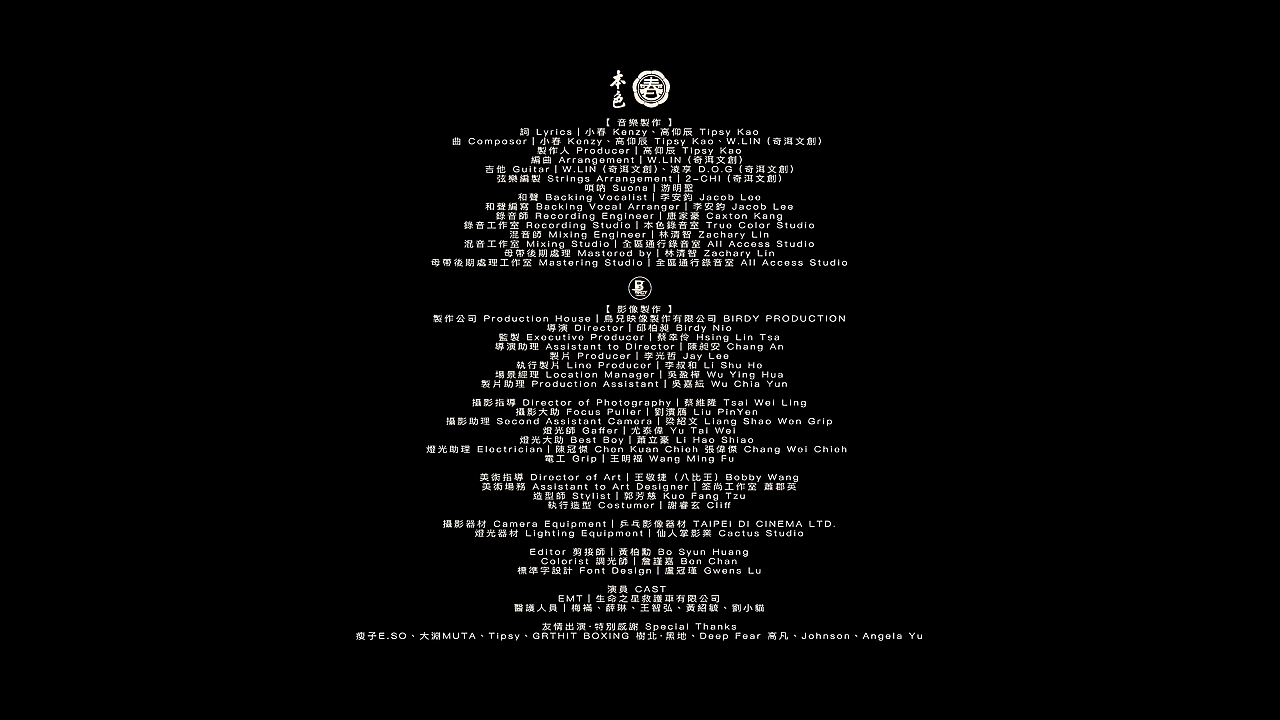 本色 春
【 音樂製作 】
詞 Lyrics | 小春 Kenzy、高仰辰 Tipsy Kao
曲 Composer | 小春 Kenzy、高仰辰 Tipsy Kao、W.LIN (奇洱文創)
製作人 Producer | 高仰辰 Tipsy Kao
編曲 Arrangement | W.LIN (奇洱文創)
吉他 Guitar | W.LIN (奇洱文創)、凌亨 D.O.G (奇洱文創)
弦樂編製 Strings Arrangement | 2-CHI (奇洱文創)
嗩吶 Suona | 游明聖
和聲 Backing Vocalist | 李安鈞 Jacob Lee
和聲編寫 Backing Vocal Arranger | 李安鈞 Jacob Lee
錄音師 Recording Engineer | 康家豪 Caxton Kang
錄音工作室 Recording Studio | 本色錄音室 True Color Studio
混音師 Mixing Engineer | 林清智 Zachary Lin
混音工作室 Mixing Studio | 全區通行錄音室 All Access Studio
母帶後期處理 Mastered by | 林清智 Zachary Lin
母帶後期處理工作室 Mastering Studio | 全區通行錄音室 All Access Studio
【 影像製作 】
製作公司 Production House | 鳥兄映像製作有限公司 BIRDY PRODUCTION
導演 Director | 邱柏昶 Birdy Nio
監製 Executive Producer | 蔡幸伶 Hsing Lin Tsa
導演助理 Assistant to Director | 陳昶安 Chang An
製片 Producer | 李光哲 Jay Lee
執行製片 Line Producer | 李叔和 Li Shu Ho
場景經理 Location Manager | 吳盈樺 Wu Ying Hua
製片助理 Production Assistant | 吳嘉紜 Wu Chia Yun
攝影指導 Director of Photography | 蔡維隆 Tsai Wei Ling
攝影大助 Focus Puller | Liu PinYen
攝影助理 Second Assistant Camera | 梁紹文 Liang Shao Wen Grip
燈光師 Gaffer | 尤泰偉 Yu Tai Wei
燈光大助 Best Boy | 蕭立豪 Li Hao Shiao
燈光助理 Electrician | 陳冠傑 Chen Kuan Chieh 張偉傑 Chang Wei Chieh
電工 Grip | 王明福 Wang Ming Fu
美術指導 Director of Art | 王敬捷 (八比王) Bobby Wang
美術場務 Assistant to Art Designer | 尚工作室 蕭郡英
造型師 Stylist | 郭芳慈 Kuo Fang Tzu
執行造型 Costumer | 謝睿玄 Cliff
攝影器材 Camera Equipment | 乒乓影像器材 TAIPEI DI CINEMA LTD.
燈光器材 Lighting Equipment | 仙人掌影業 Cactus Studio
Editor 剪接師 | 黃柏勳 Bo Syun Huang
Colorist 調光師 | 詹謹嘉 Ben Chan
標準字設計 Font Design | 盧冠瑾 Gwens Lu
演員 CAST
EMT | 生命之星救護車有限公司
醫護人員 | 梅、薛琳、王智弘、黃紹毓、劉小貓
友情出演·特別感謝 Special Thanks
瘦子E.SO、大淵MUTA、Tipsy、GRTHIT BOXING 樹北·黑地、Deep Fear 高凡、Johnson、Angela Yu